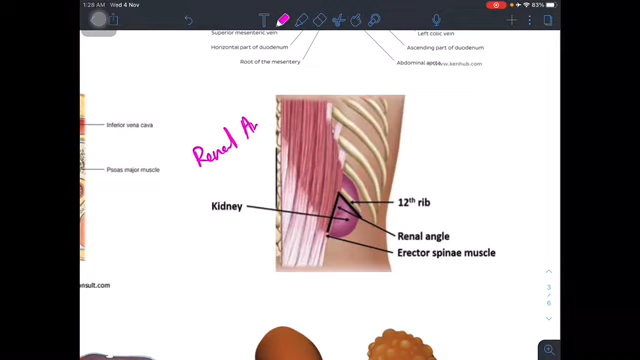 1:28 AM Wed 4 Nov
83%
Superior mesenteric vein
Left colic vein
Horizontal part of duodenum
Ascending part of duodenum
Root of the mesentery
Abdominal aorta
www.kenhub.com
Inferior vena cava
Renal A
Psoas major muscle
Kidney
12th rib
Renal angle
Erector spinae muscle
nsult.com
3
/
6